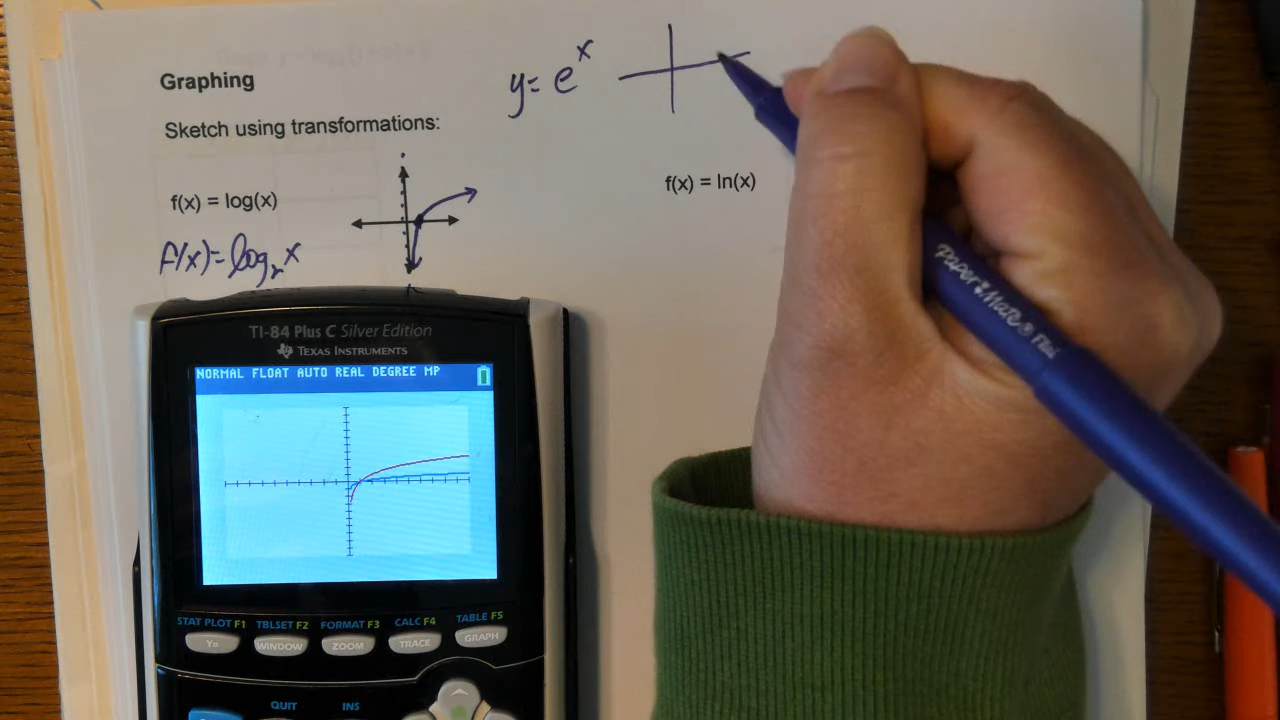 Graphing
y= e^x
Sketch using transformations:
f(x) = log(x)
f(x) = ln(x)
f(x)=log₂x
Paper Mate® Flair
TI-84 Plus C Silver Edition
TEXAS INSTRUMENTS
NORMAL FLOAT AUTO REAL DEGREE MP
STAT PLOT F1 TBLSET F2 FORMAT F3 CALC F4 TABLE F5
Y= WINDOW ZOOM TRACE GRAPH
QUIT INS